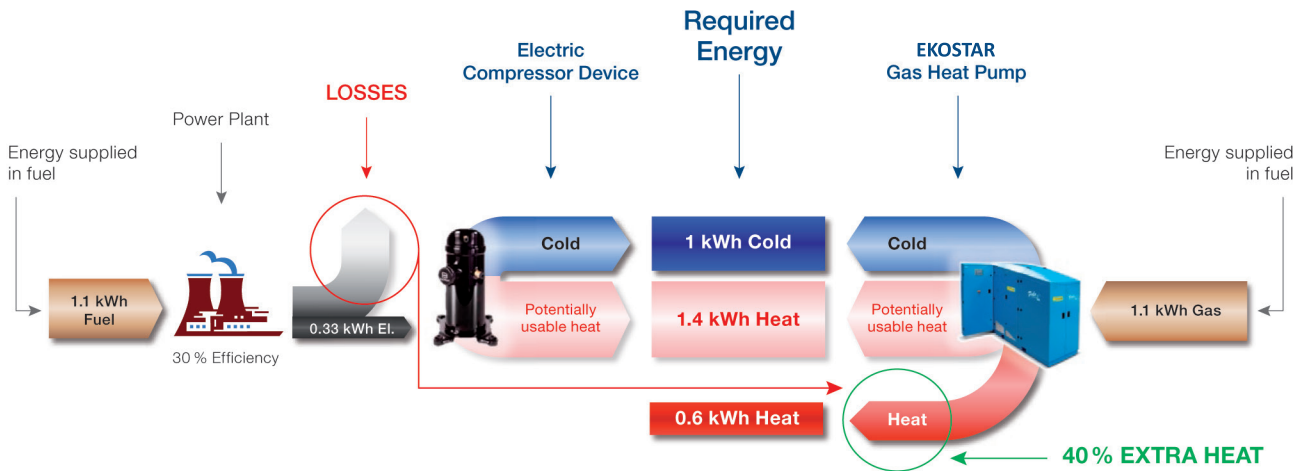 Required
Energy
Electric
Compressor Device
EKOSTAR
Gas Heat Pump
LOSSES
Power Plant
Energy supplied
in fuel
Energy supplied
in fuel
Cold
1 kWh Cold
Cold
1.1 kWh
Fuel
0.33 kWh El.
Potentially
usable heat
1.4 kWh Heat
Potentially
usable heat
1.1 kWh Gas
30 % Efficiency
0.6 kWh Heat
Heat
40 % EXTRA HEAT